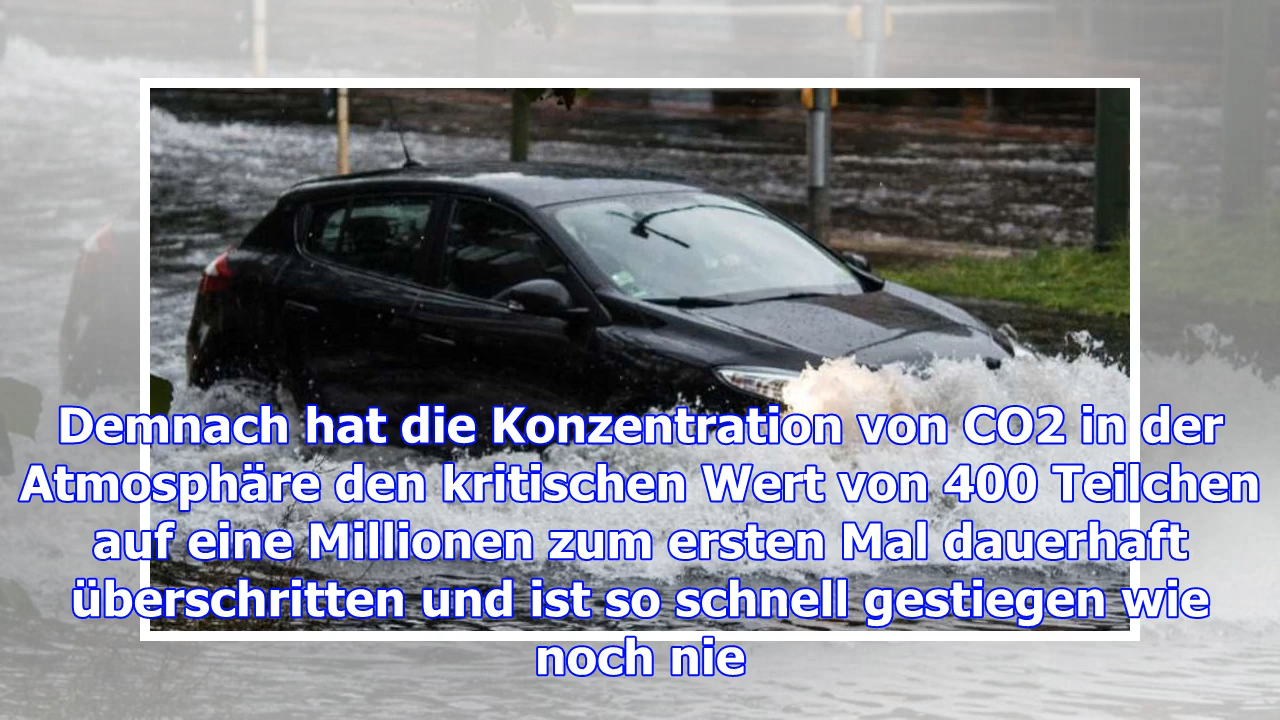 Demnach hat die Konzentration von CO2 in der
Atmosphäre den kritischen Wert von 400 Teilchen
auf eine Millionen zum ersten Mal dauerhaft
überschritten und ist so schnell gestiegen wie
noch nie